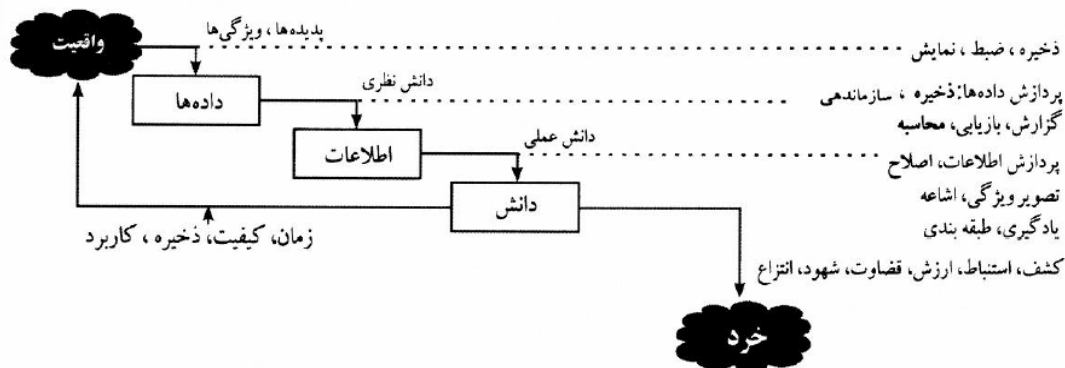 واقعیت
پدیده‌ها، ویژگی‌ها
ذخیره، ضبط، نمایش
داده‌ها
دانش نظری
پردازش داده‌ها: ذخیره، سازماندهی
گزارش، بازیابی، محاسبه
اطلاعات
دانش عملی
پردازش اطلاعات، اصلاح
تصویر ویژگی، اشاعه
یادگیری، طبقه بندی
دانش
زمان، کیفیت، ذخیره، کاربرد
کشف، استنباط، ارزش، قضاوت، شهود، انتزاع
خرد